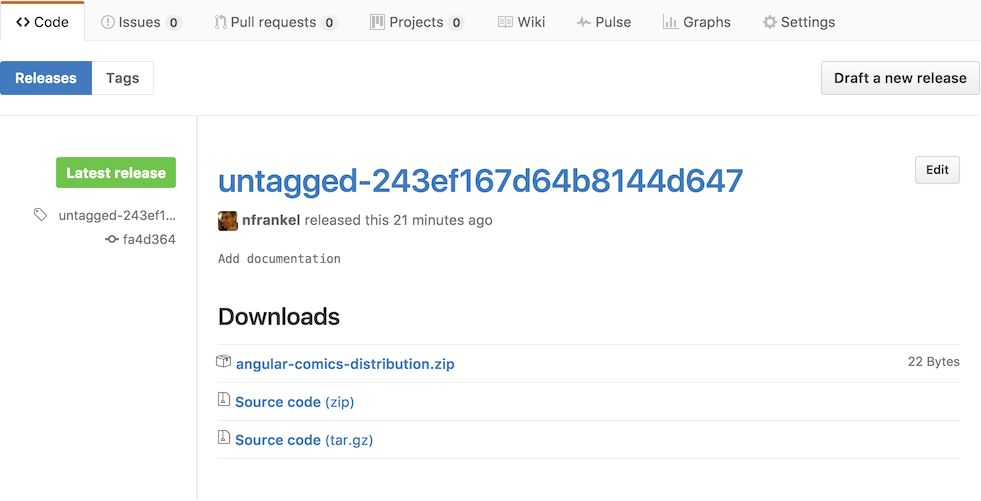 Code Issues 0 Pull requests 0 Projects 0 Wiki Pulse Graphs Settings
Releases Tags Draft a new release
Latest release
untagged-243ef1...
fa4d364
untagged-243ef167d64b8144d647 Edit
nfrankel released this 21 minutes ago
Add documentation
Downloads
angular-comics-distribution.zip 22 Bytes
Source code (zip)
Source code (tar.gz)